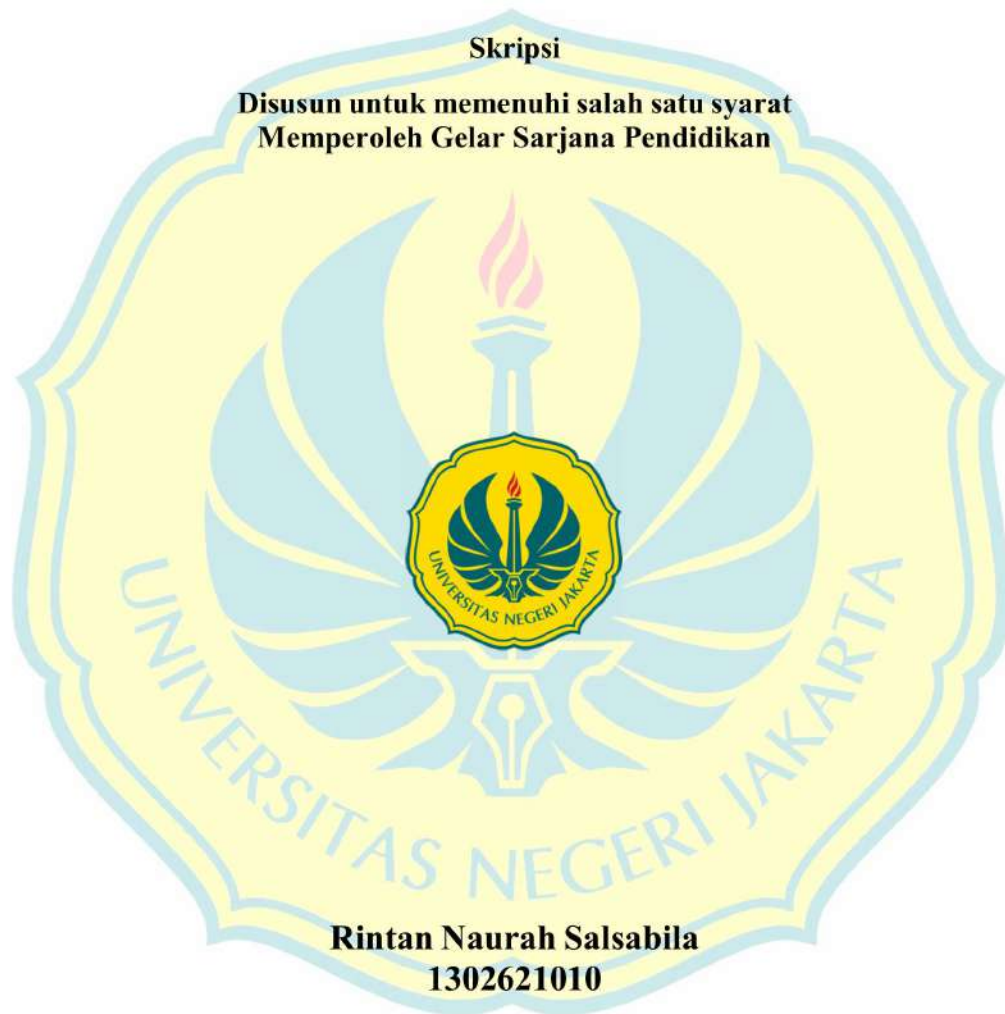 Skripsi
Disusun untuk memenuhi salah satu syarat
Memperoleh Gelar Sarjana Pendidikan
UNIVERSITAS NEGERI JAKARTA
UNIVERSITAS NEGERI JAKARTA
Rintan Naurah Salsabila
1302621010